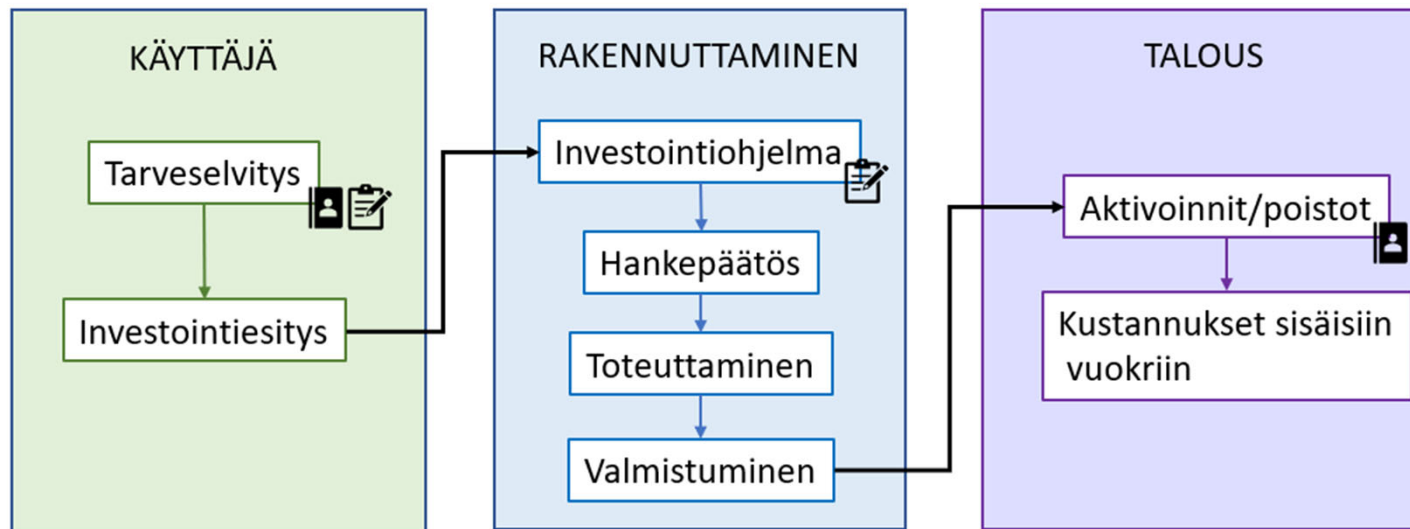 KÄYTTÄJÄ
Tarveselvitys
Investointiesitys
RAKENNUTTAMINEN
Investointiohjelma
Hankepäätös
Toteuttaminen
Valmistuminen
TALOUS
Aktivoinnit/poistot
Kustannukset sisäisiin
vuokriin